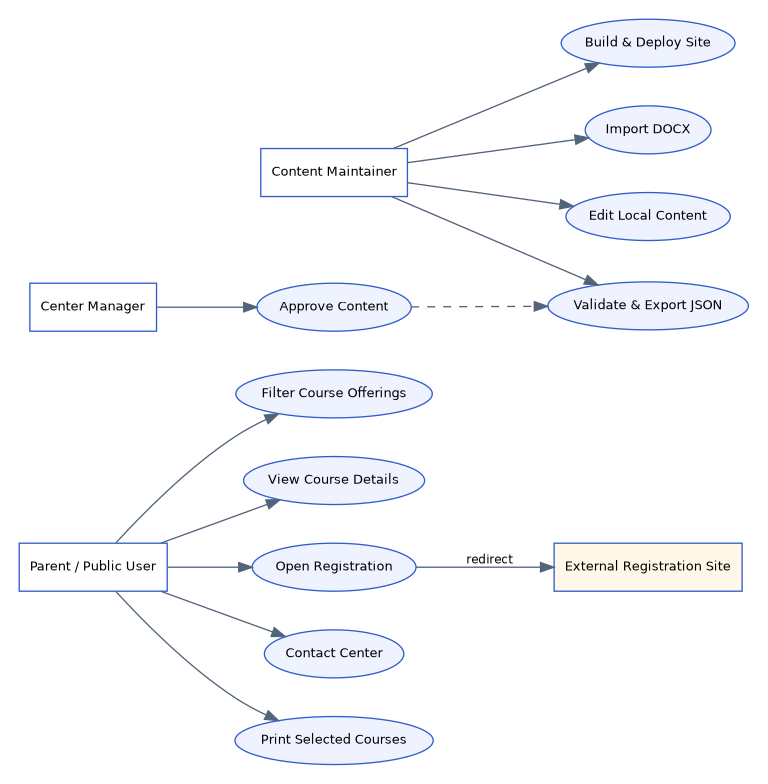 Build & Deploy Site
Import DOCX
Content Maintainer
Edit Local Content
Center Manager
Approve Content
Validate & Export JSON
Filter Course Offerings
View Course Details
Parent / Public User
Open Registration
redirect
External Registration Site
Contact Center
Print Selected Courses